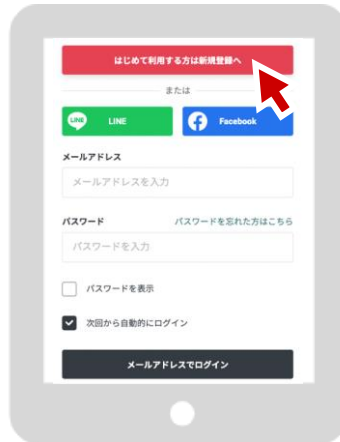 はじめて利用する方は新規登録へ
または
LINE LINE
Facebook
メールアドレス
メールアドレスを入力
パスワード パスワードを忘れた方はこちら
パスワードを入力
パスワードを表示
次回から自動的にログイン
メールアドレスでログイン